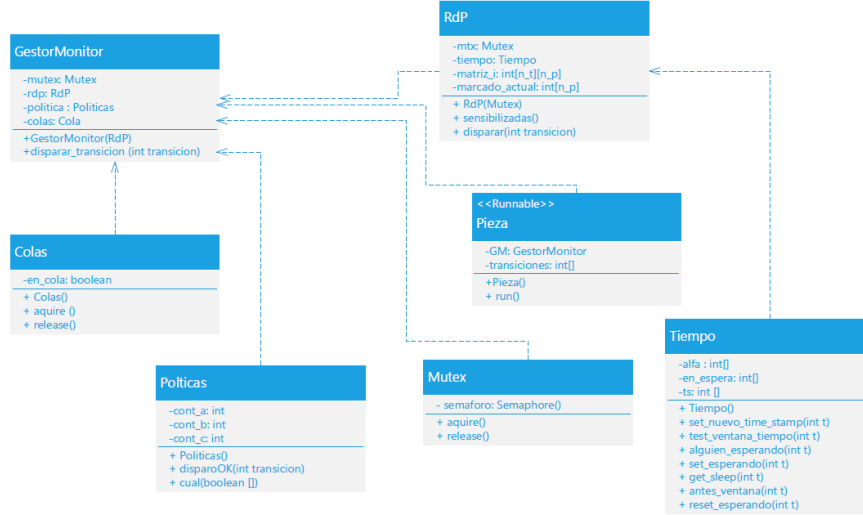 GestorMonitor
-mutex: Mutex
-rdp: RdP
-politica : Politicas
-colas: Cola
+GestorMonitor(RdP)
+disparar_transicion (int transicion)
RdP
-mtx: Mutex
-tiempo: Tiempo
-matriz_i: int[n_t][n_p]
-marcado_actual: int[n_p]
+ RdP(Mutex)
+ sensibilizadas()
+ disparar(int transicion)
<<Runnable>>
Pieza
-GM: GestorMonitor
-transiciones: int[]
+Pieza()
+ run()
Colas
-en_cola: boolean
+ Colas()
+ aquire ()
+ release()
Polticas
-cont_a: int
-cont_b: int
-cont_c: int
+ Politicas()
+ disparoOK(int transicion)
+ cual(boolean [])
Mutex
- semaforo: Semaphore()
+ aquire()
+ release()
Tiempo
-alfa : int[]
-en_espera: int[]
-ts: int []
+ Tiempo()
+ set_nuevo_time_stamp(int t)
+ test_ventana_tiempo(int t)
+ alguien_esperando(int t)
+ set_esperando(int t)
+ get_sleep(int t)
+ antes_ventana(int t)
+ reset_esperando(int t)